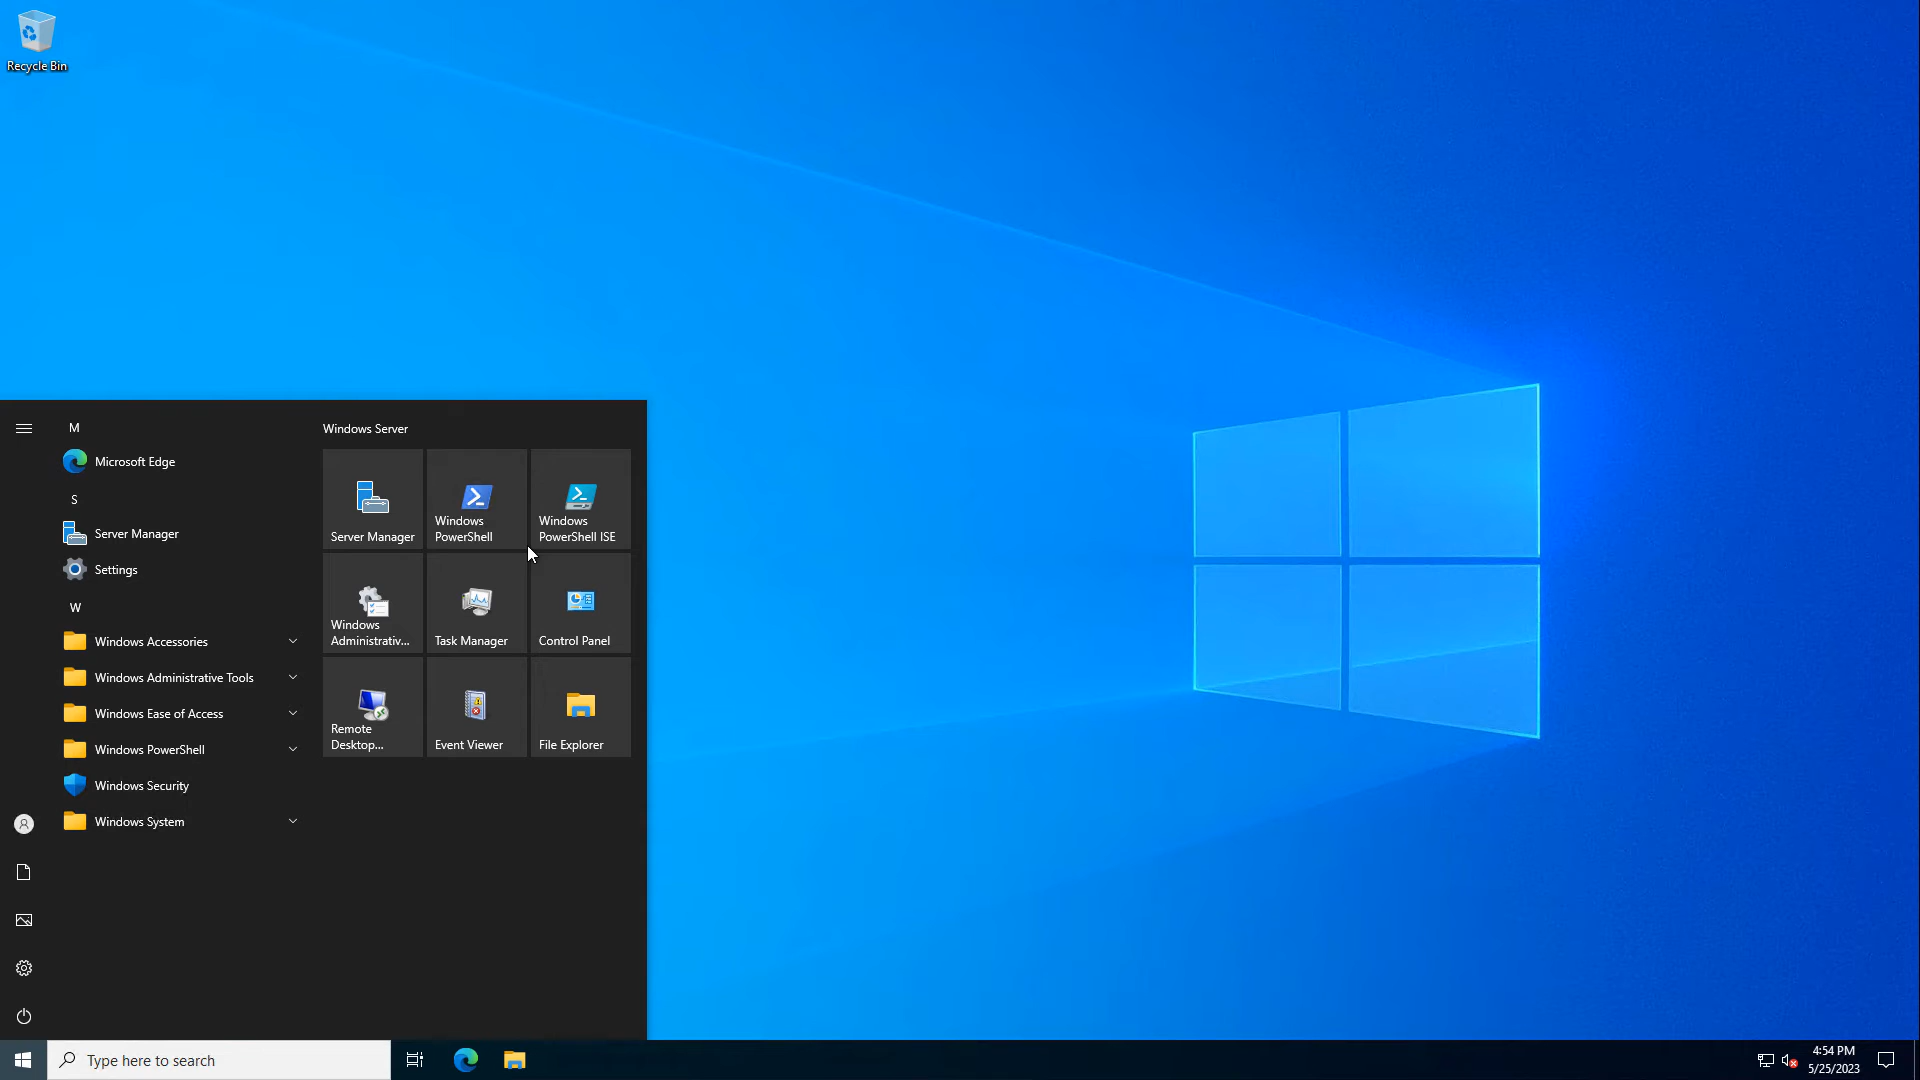 Recycle Bin
M
Microsoft Edge
S
Server Manager
Settings
W
Windows Accessories
Windows Administrative Tools
Windows Ease of Access
Windows PowerShell
Windows Security
Windows System
Windows Server
Server Manager
Windows
PowerShell
Windows
PowerShell ISE
Windows
Administrativ...
Task Manager
Control Panel
Remote
Desktop...
Event Viewer
File Explorer
Type here to search
4:54 PM
5/25/2023